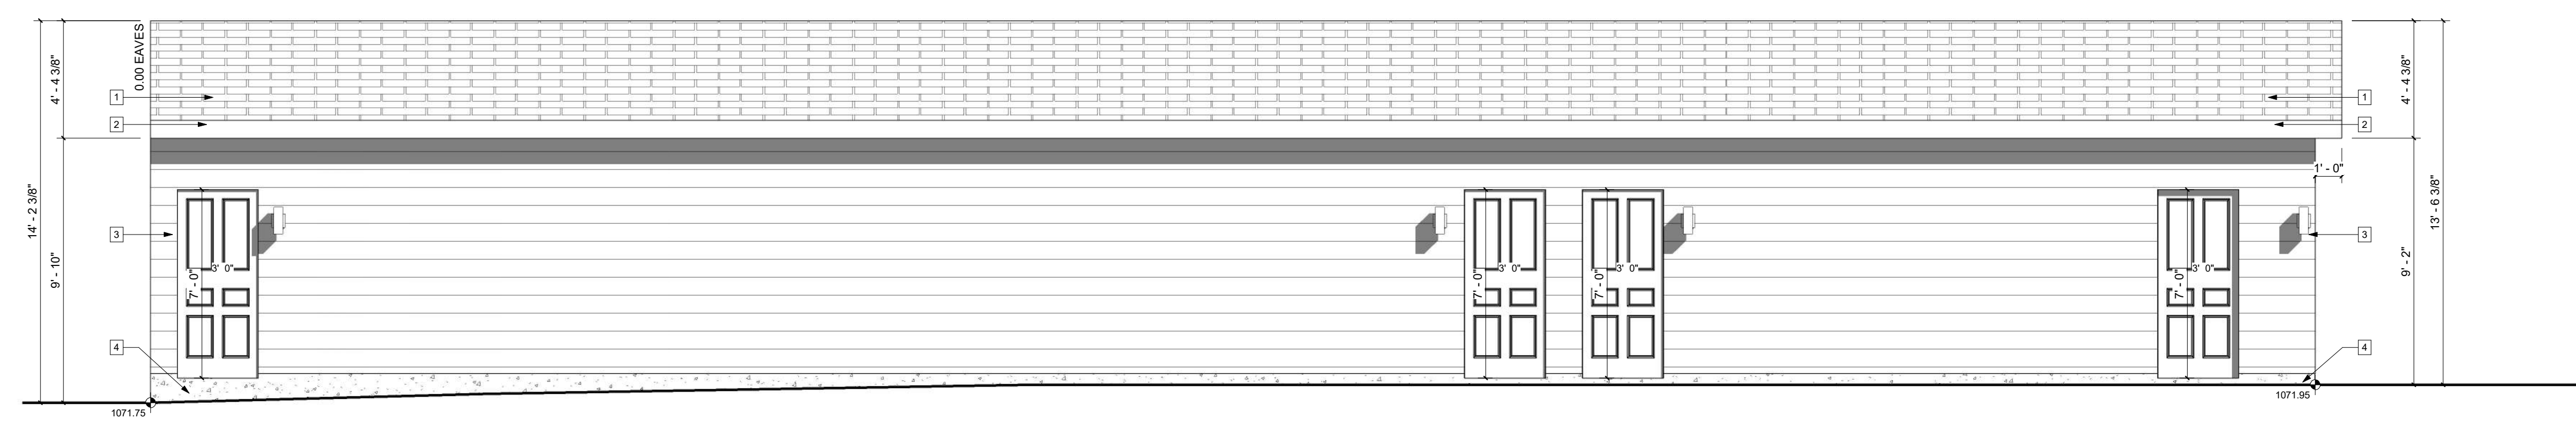 14' - 2 3/8"
4' - 4 3/8"
9' - 10"
0.00 EAVES
1
2
3
4
1071.75
7' - 0"
3' 0"
7' - 0"
3' 0"
7' - 0"
3' 0"
7' - 0"
3' 0"
1
2
1' - 0"
3
4
1071.95
4' - 4 3/8"
9' - 2"
13' - 6 3/8"